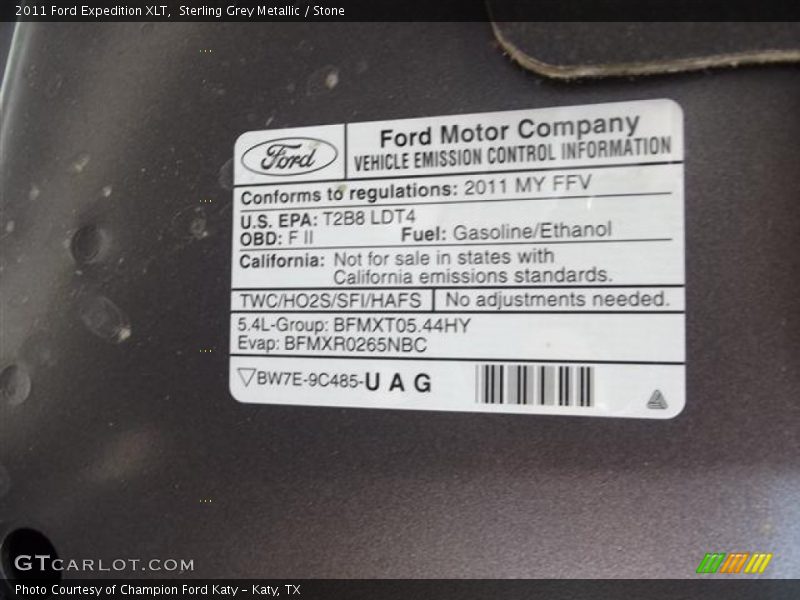 2011 Ford Expedition XLT,  Sterling Grey Metallic / Stone
Ford
Ford Motor Company
VEHICLE EMISSION CONTROL INFORMATION
Conforms to regulations: 2011 MY FFV
U.S. EPA: T2B8 LDT4
OBD: F II Fuel: Gasoline/Ethanol
California: Not for sale in states with
California emissions standards.
TWC/HO2S/SFI/HAFS No adjustments needed.
5.4L-Group: BFMXT05.44HY
Evap: BFMXR0265NBC
BW7E-9C485-U A G
GTCARLOT.COM
Photo Courtesy of Champion Ford Katy – Katy, TX